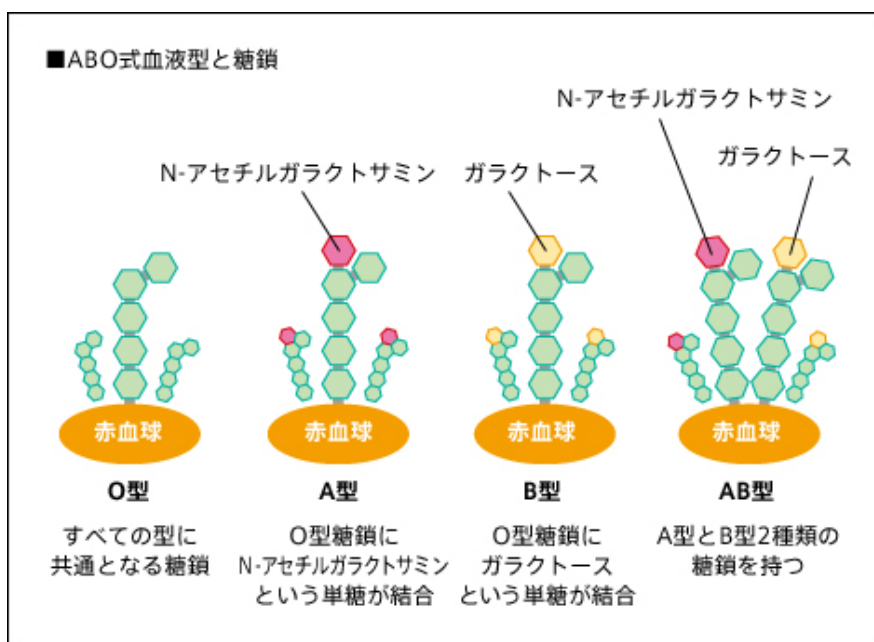 ■ABO式血液型と糖鎖
N-アセチルガラクトサミン
ガラクトース
N-アセチルガラクトサミン
ガラクトース
赤血球
赤血球
赤血球
赤血球
O型
A型
B型
AB型
すべての型に
共通となる糖鎖
O型糖鎖に
N-アセチルガラクトサミン
という単糖が結合
O型糖鎖に
ガラクトース
という単糖が結合
A型とB型2種類の
糖鎖を持つ